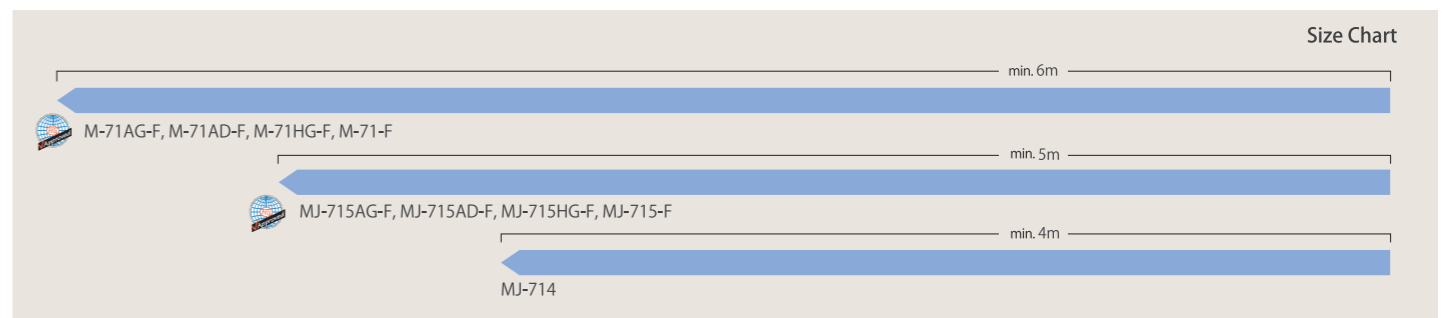 Size Chart
min. 6m
M-71AG-F, M-71AD-F, M-71HG-F, M-71-F
min. 5m
MJ-715AG-F, MJ-715AD-F, MJ-715HG-F, MJ-715-F
min. 4m
MJ-714